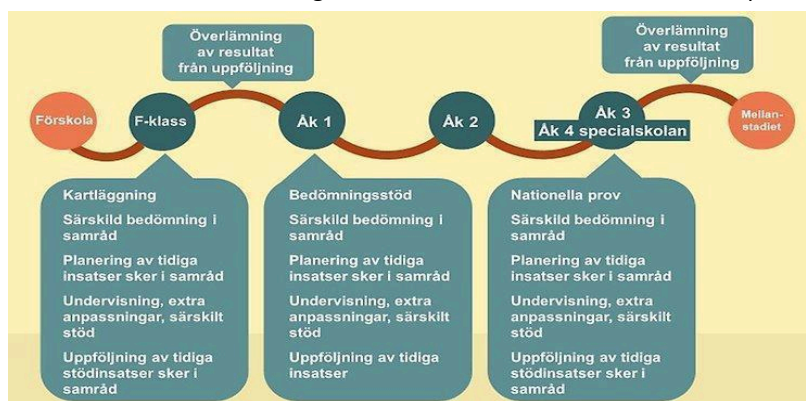 Överlämning
av resultat
från uppföljning
Överlämning
av resultat
från uppföljning
Förskola
F-klass
Åk 1
Åk 2
Åk 3
Åk 4 specialskolan
Mellan-
stadiet
Kartläggning
Särskild bedömning i
samråd
Planering av tidiga
insatser sker i samråd
Undervisning, extra
anpassningar, särskilt
stöd
Uppföljning av tidiga
stödinsatser sker i
samråd
Bedömningsstöd
Särskild bedömning i
samråd
Planering av tidiga
insatser sker i samråd
Undervisning, extra
anpassningar, särskilt
stöd
Uppföljning av tidiga
insatser
Nationella prov
Särskild bedömning i
samråd
Planering av tidiga
insatser sker i samråd
Undervisning, extra
anpassningar, särskilt
stöd
Uppföljning av tidiga
stödinsatser sker i
samråd